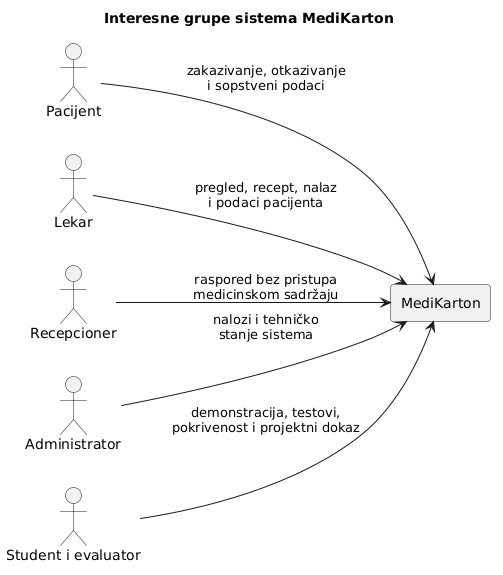 Interesne grupe sistema MediKarton
zakazivanje, otkazivanje
i sopstveni podaci
Pacijent
pregled, recept, nalaz
i podaci pacijenta
Lekar
raspored bez pristupa
medicinskom sadržaju
MediKarton
Recepcioner
nalozi i tehničko
stanje sistema
Administrator
demonstracija, testovi,
pokrivenost i projektni dokaz
Student i evaluator